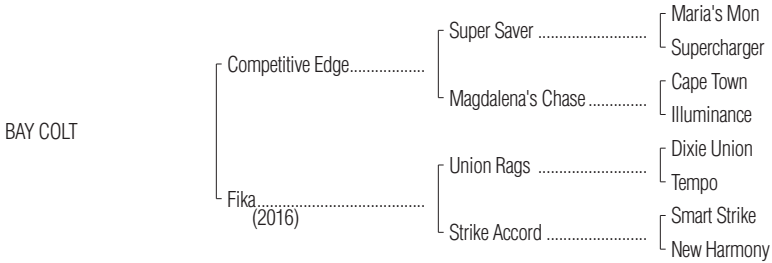 Maria's Mon
Super Saver ............................
Supercharger
Competitive Edge..................
Cape Town
Magdalena's Chase ...............
Illuminance
BAY COLT
Dixie Union
Union Rags ............................
Tempo
Fika..........................................
(2016)
Smart Strike
Strike Accord .........................
New Harmony